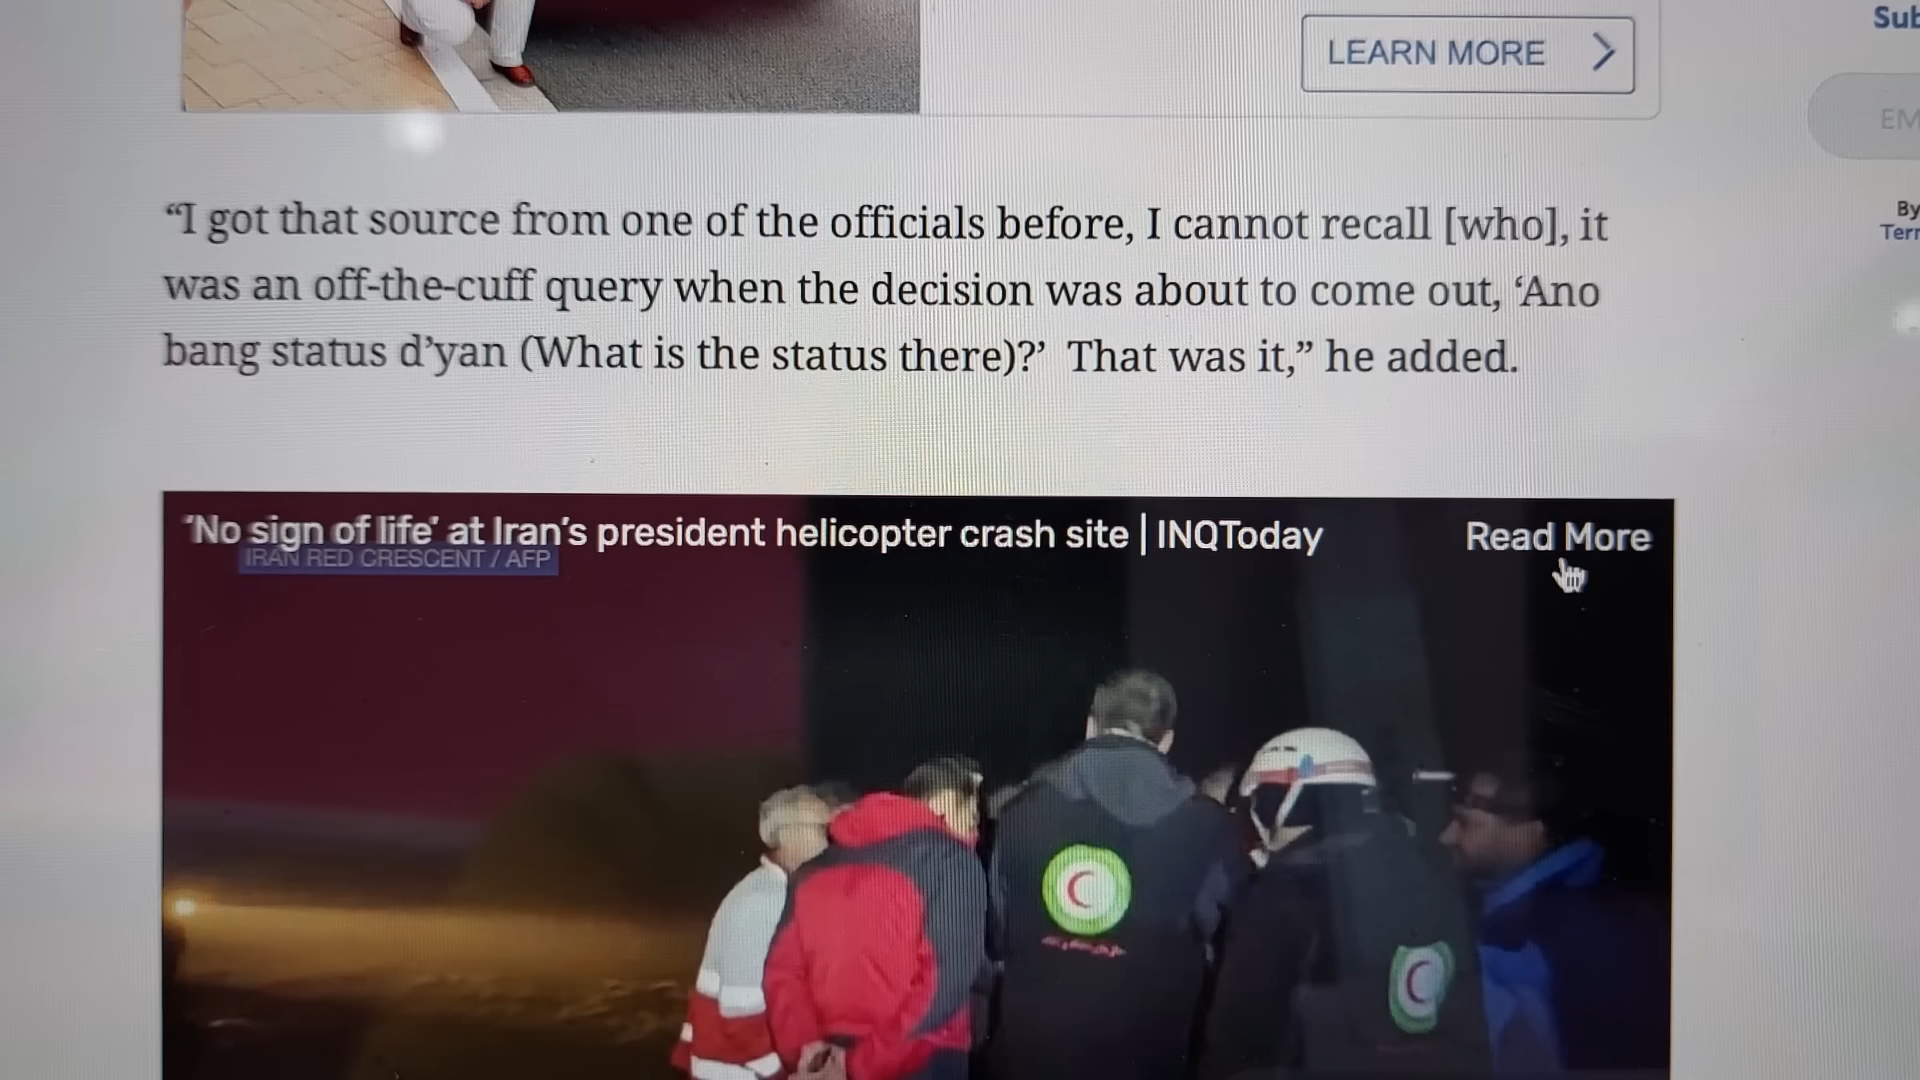 LEARN MORE
Sub
EM
By
Terr
“I got that source from one of the officials before, I cannot recall [who], it
was an off-the-cuff query when the decision was about to come out, ‘Ano
bang status d’yan (What is the status there)?’ That was it,” he added.
‘No sign of life’ at Iran’s president helicopter crash site | INQToday
Read More
IRAN RED CRESCENT / AFP